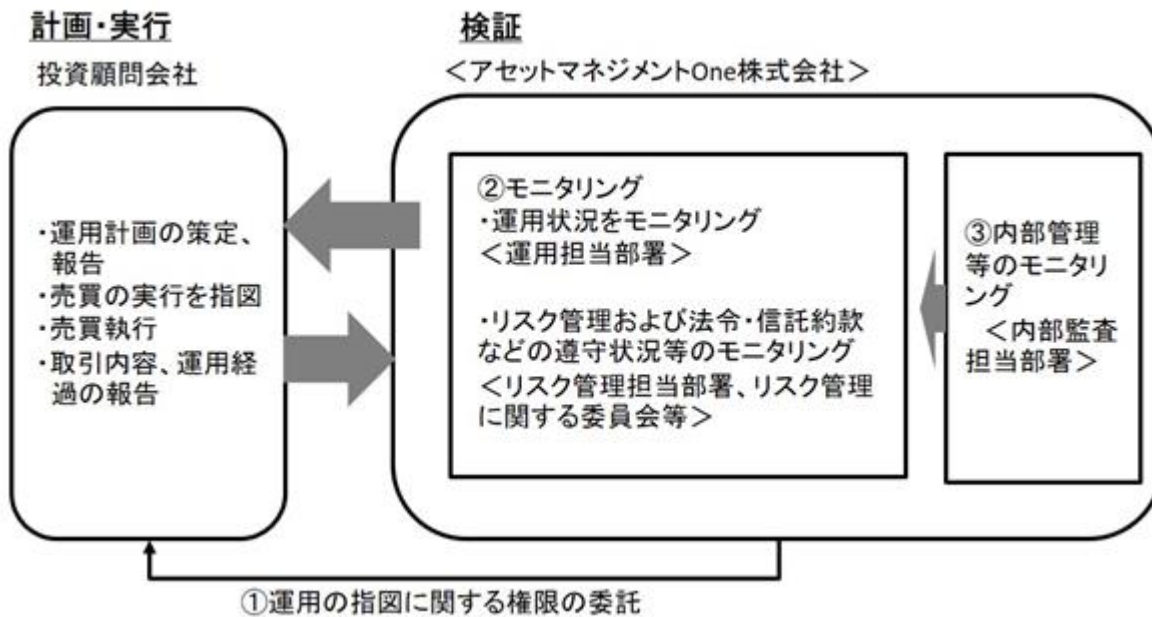 計画・実行
投資顧問会社
・運用計画の策定、
報告
・売買の実行を指図
・売買執行
・取引内容、運用経
過の報告
検証
＜アセットマネジメントOne株式会社＞
②モニタリング
・運用状況をモニタリング
＜運用担当部署＞
・リスク管理および法令・信託約款
などの遵守状況等のモニタリング
＜リスク管理担当部署、リスク管理
に関する委員会等＞
③内部管理
等のモニタリ
ング
＜内部監査
担当部署＞
①運用の指図に関する権限の委託